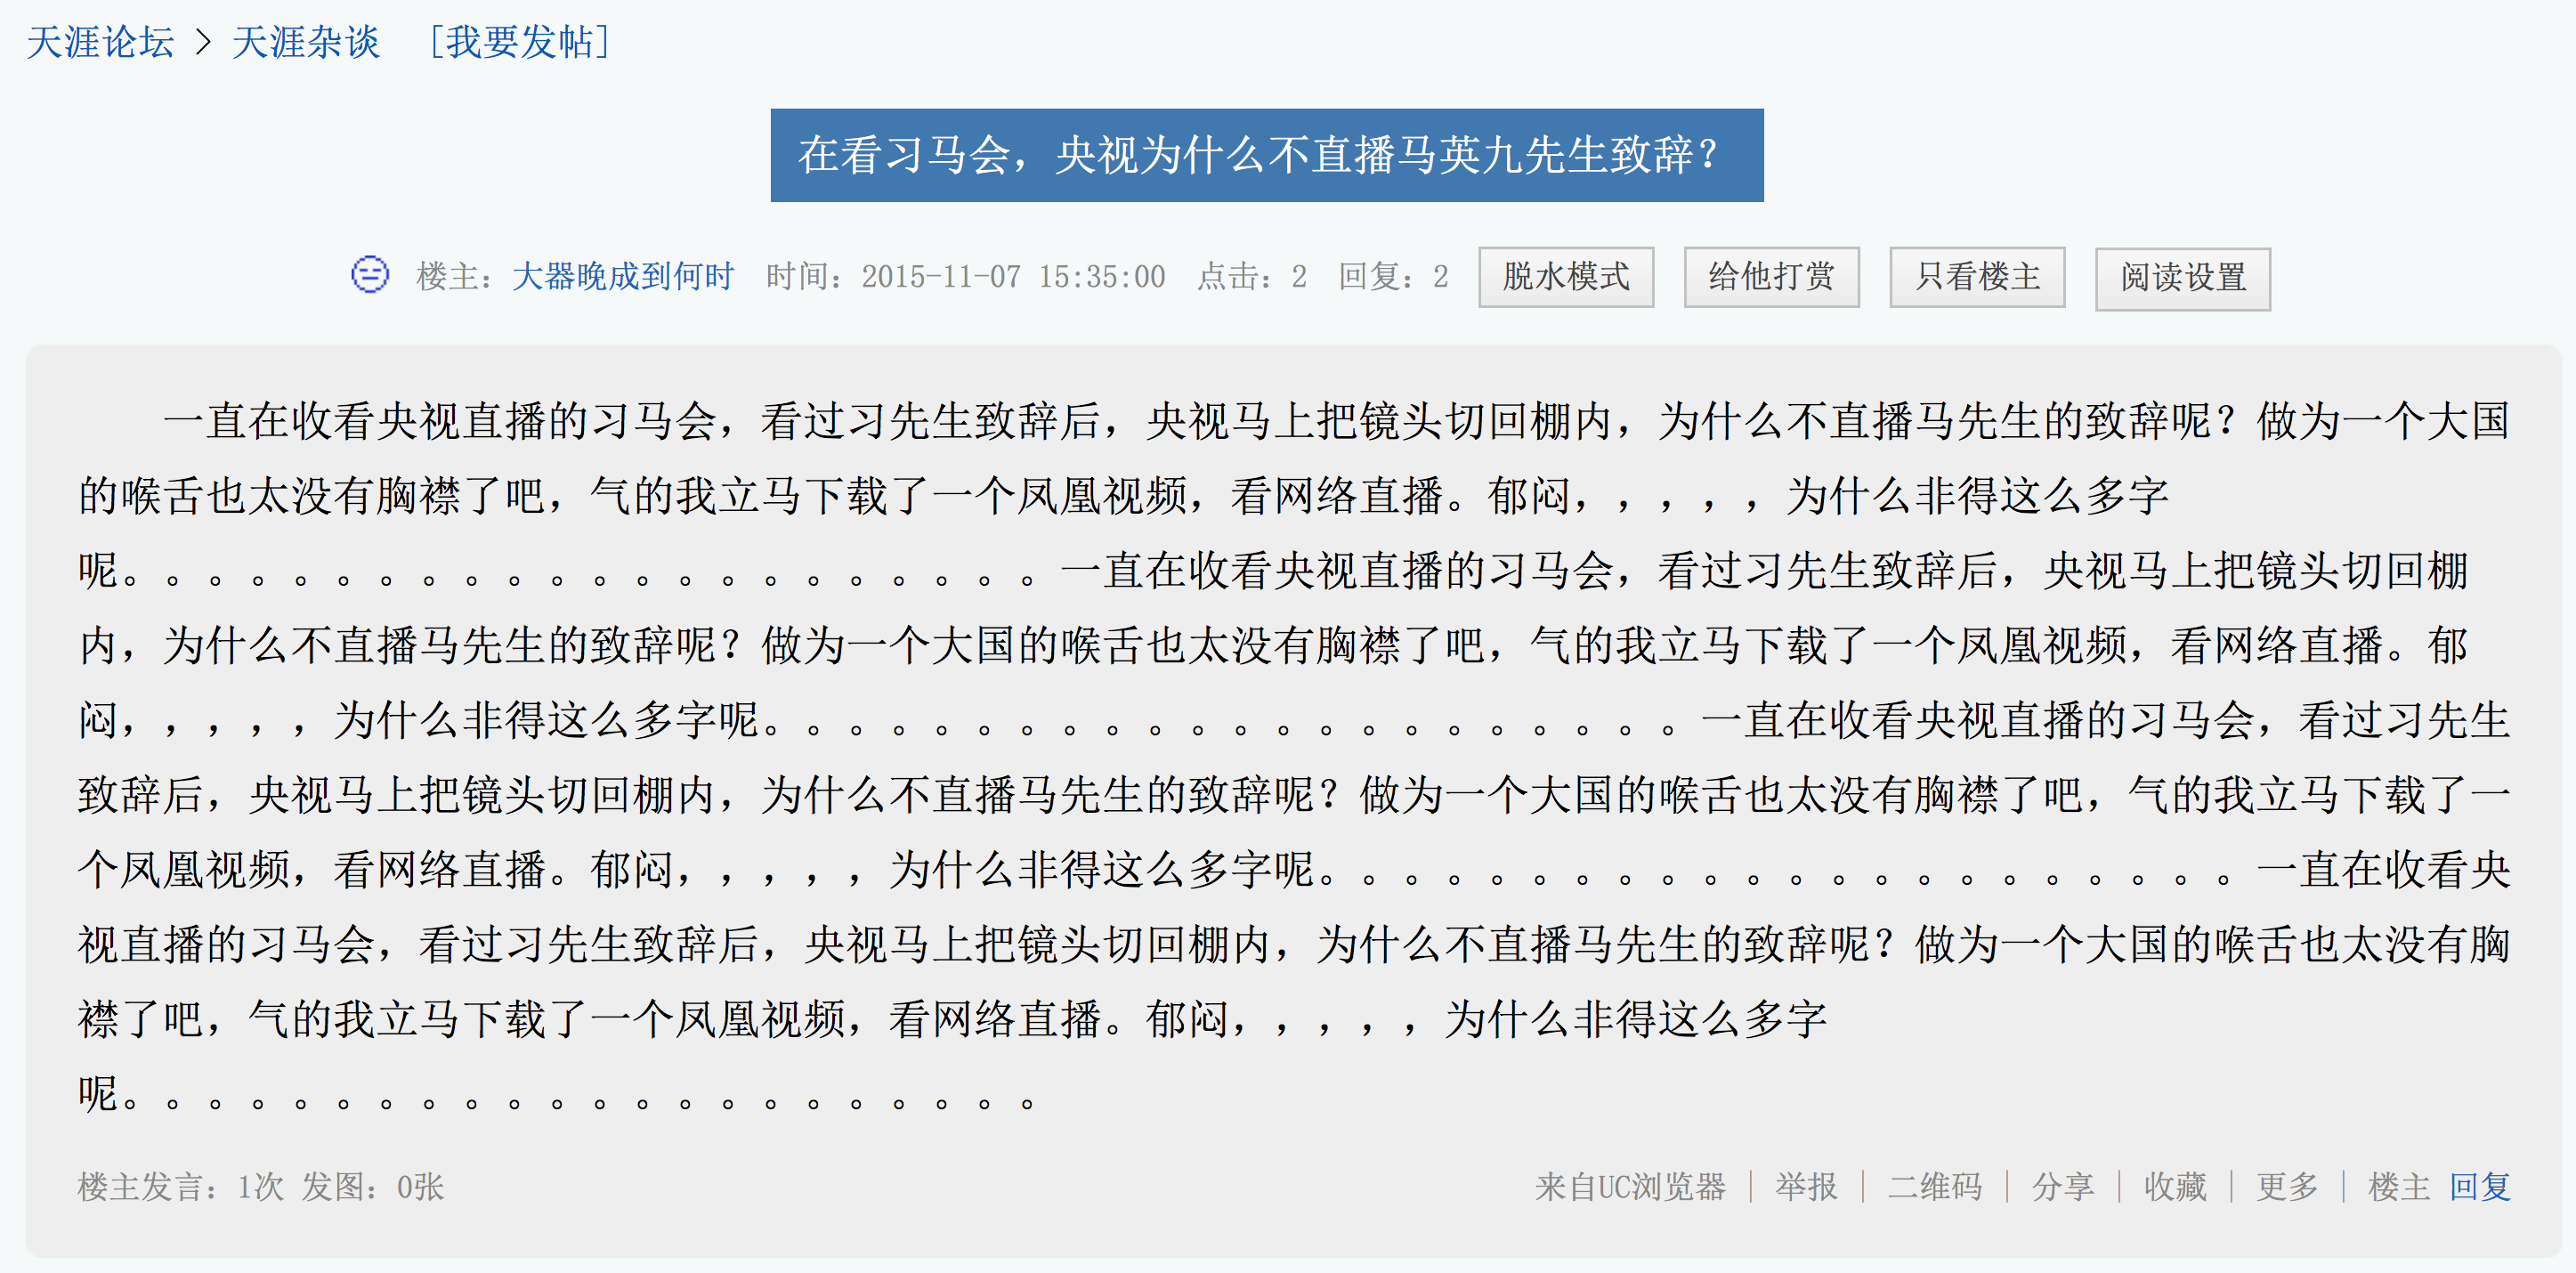 天涯论坛 > 天涯杂谈 [我要发帖]
在看习马会，央视为什么不直播马英九先生致辞？
楼主：大器晚成到何时 时间：2015-11-07 15:35:00 点击：2 回复：2 脱水模式 给他打赏 只看楼主 阅读设置
一直在收看央视直播的习马会，看过习先生致辞后，央视马上把镜头切回棚内，为什么不直播马先生的致辞呢？做为一个大国
的喉舌也太没有胸襟了吧，气的我立马下载了一个凤凰视频，看网络直播。郁闷，，，，，为什么非得这么多字
呢。。。。。。。。。。。。。。。。。。。。。。一直在收看央视直播的习马会，看过习先生致辞后，央视马上把镜头切回棚
内，为什么不直播马先生的致辞呢？做为一个大国的喉舌也太没有胸襟了吧，气的我立马下载了一个凤凰视频，看网络直播。郁
闷，，，，，为什么非得这么多字呢。。。。。。。。。。。。。。。。。。。。。。一直在收看央视直播的习马会，看过习先生
致辞后，央视马上把镜头切回棚内，为什么不直播马先生的致辞呢？做为一个大国的喉舌也太没有胸襟了吧，气的我立马下载了一
个凤凰视频，看网络直播。郁闷，，，，，为什么非得这么多字呢。。。。。。。。。。。。。。。。。。。。。。一直在收看央
视直播的习马会，看过习先生致辞后，央视马上把镜头切回棚内，为什么不直播马先生的致辞呢？做为一个大国的喉舌也太没有胸
襟了吧，气的我立马下载了一个凤凰视频，看网络直播。郁闷，，，，，为什么非得这么多字
呢。。。。。。。。。。。。。。。。。。。。。。
楼主发言：1次 发图：0张 来自UC浏览器 | 举报 | 二维码 | 分享 | 收藏 | 更多 | 楼主 回复